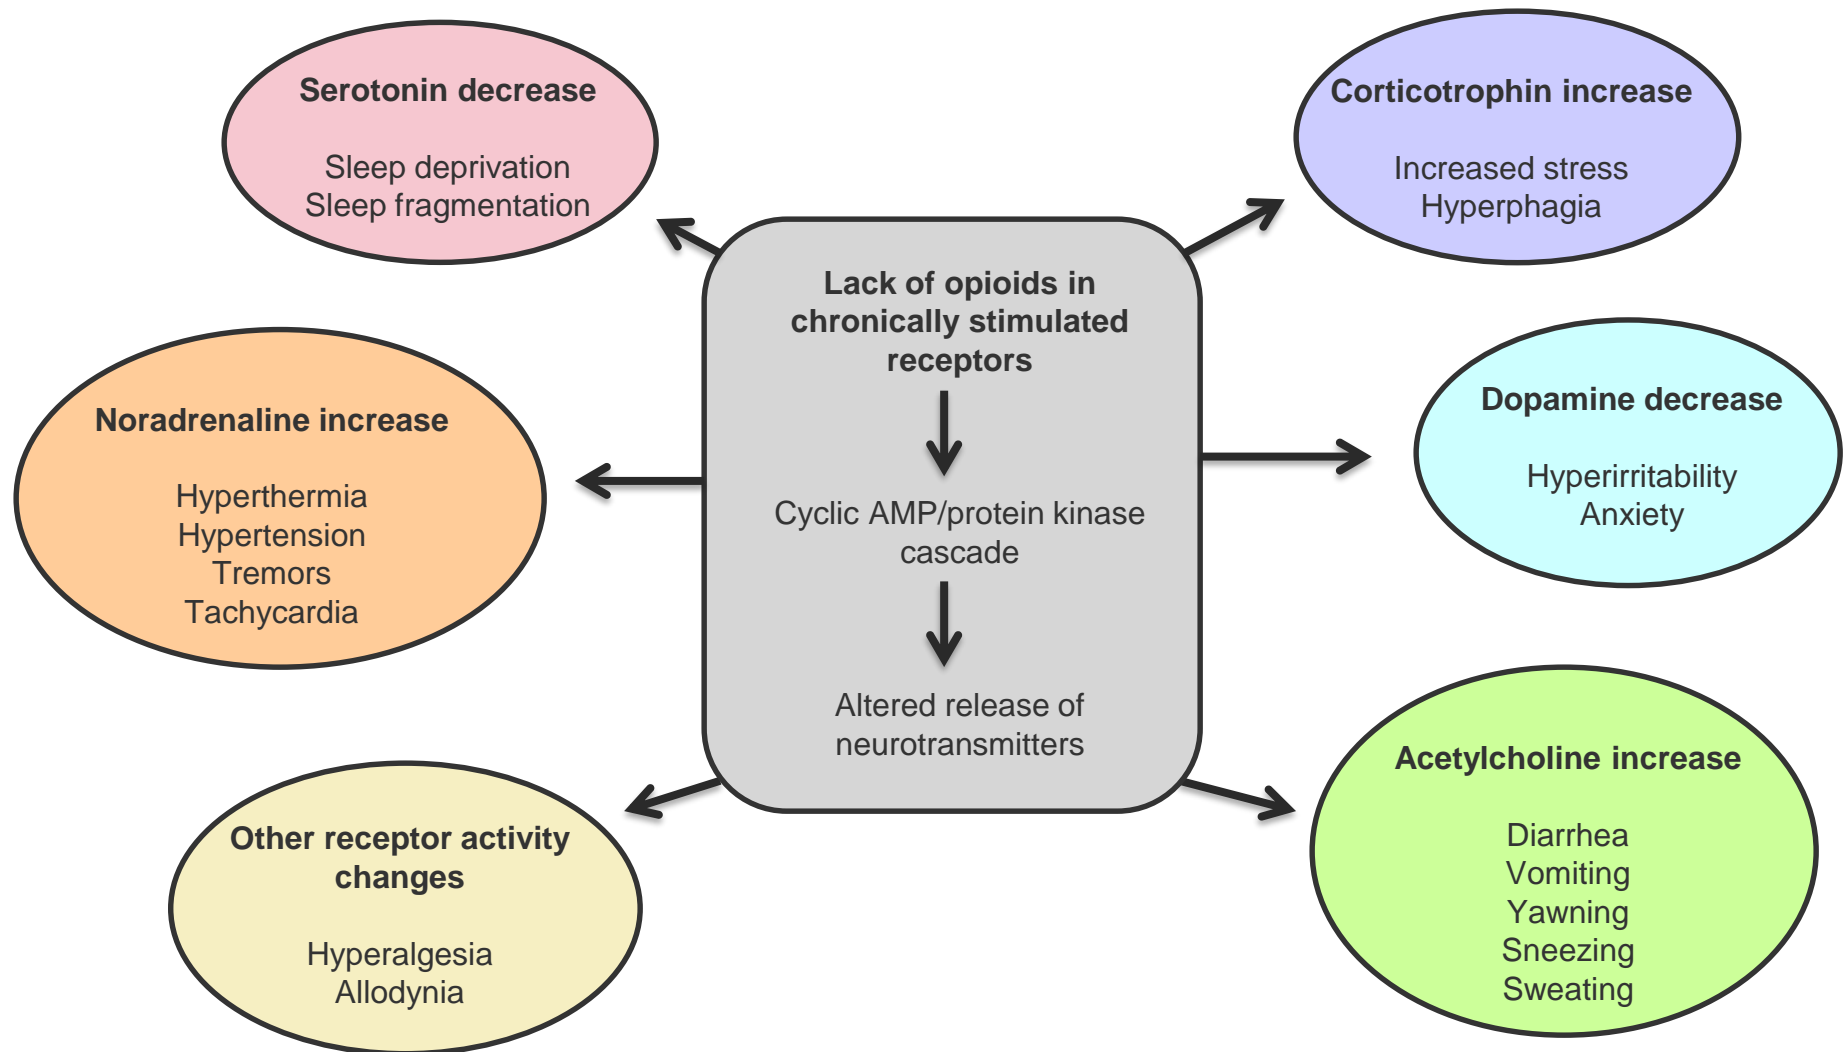 Serotonin decrease
Sleep deprivation
Sleep fragmentation
Corticotrophin increase
Increased stress
Hyperphagia
Lack of opioids in
chronically stimulated
receptors
Cyclic AMP/protein kinase
cascade
Altered release of
neurotransmitters
Noradrenaline increase
Hyperthermia
Hypertension
Tremors
Tachycardia
Dopamine decrease
Hyperirritability
Anxiety
Other receptor activity
changes
Hyperalgesia
Allodynia
Acetylcholine increase
Diarrhea
Vomiting
Yawning
Sneezing
Sweating